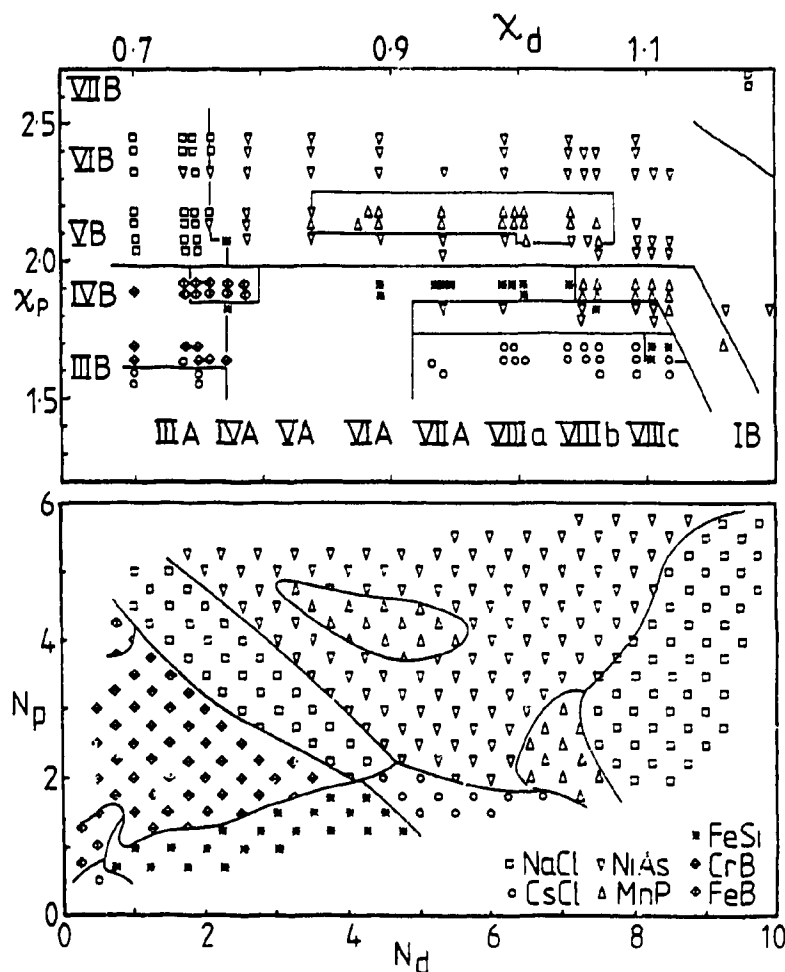 0·7 0·9 χd 1·1
VIIB
2·5
VIB
VB
2·0
χp IVB
IIIB
1·5
IIIA IVA VA VIA VIIA VIIIa VIIIb VIIIc IB
6
4
Np
2
FeSi
NaCl NiAs CrB
CsCl MnP FeB
0
0 2 4 Nd 6 8 10